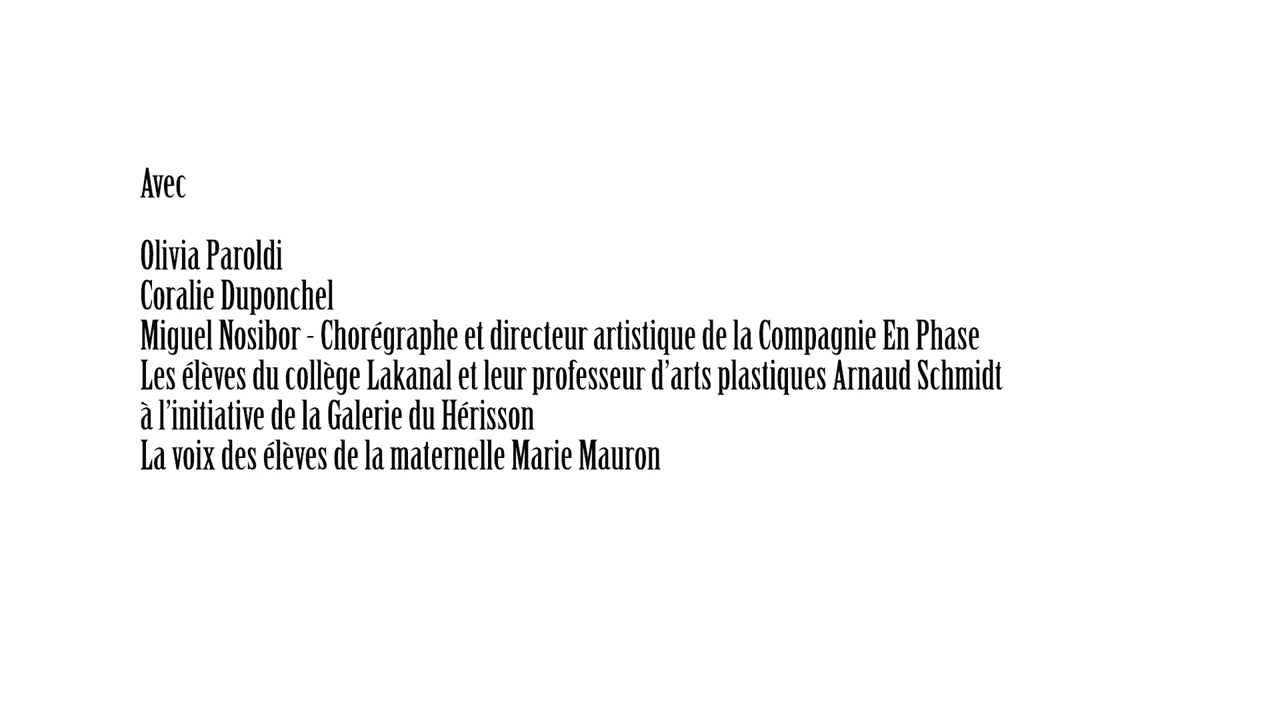 Avec
Olivia Paroldi
Coralie Duponchel
Miguel Nosibor - Chorégraphe et directeur artistique de la Compagnie En Phase
Les élèves du collège Lakanal et leur professeur d’arts plastiques Arnaud Schmidt
à l’initiative de la Galerie du Hérisson
La voix des élèves de la maternelle Marie Mauron